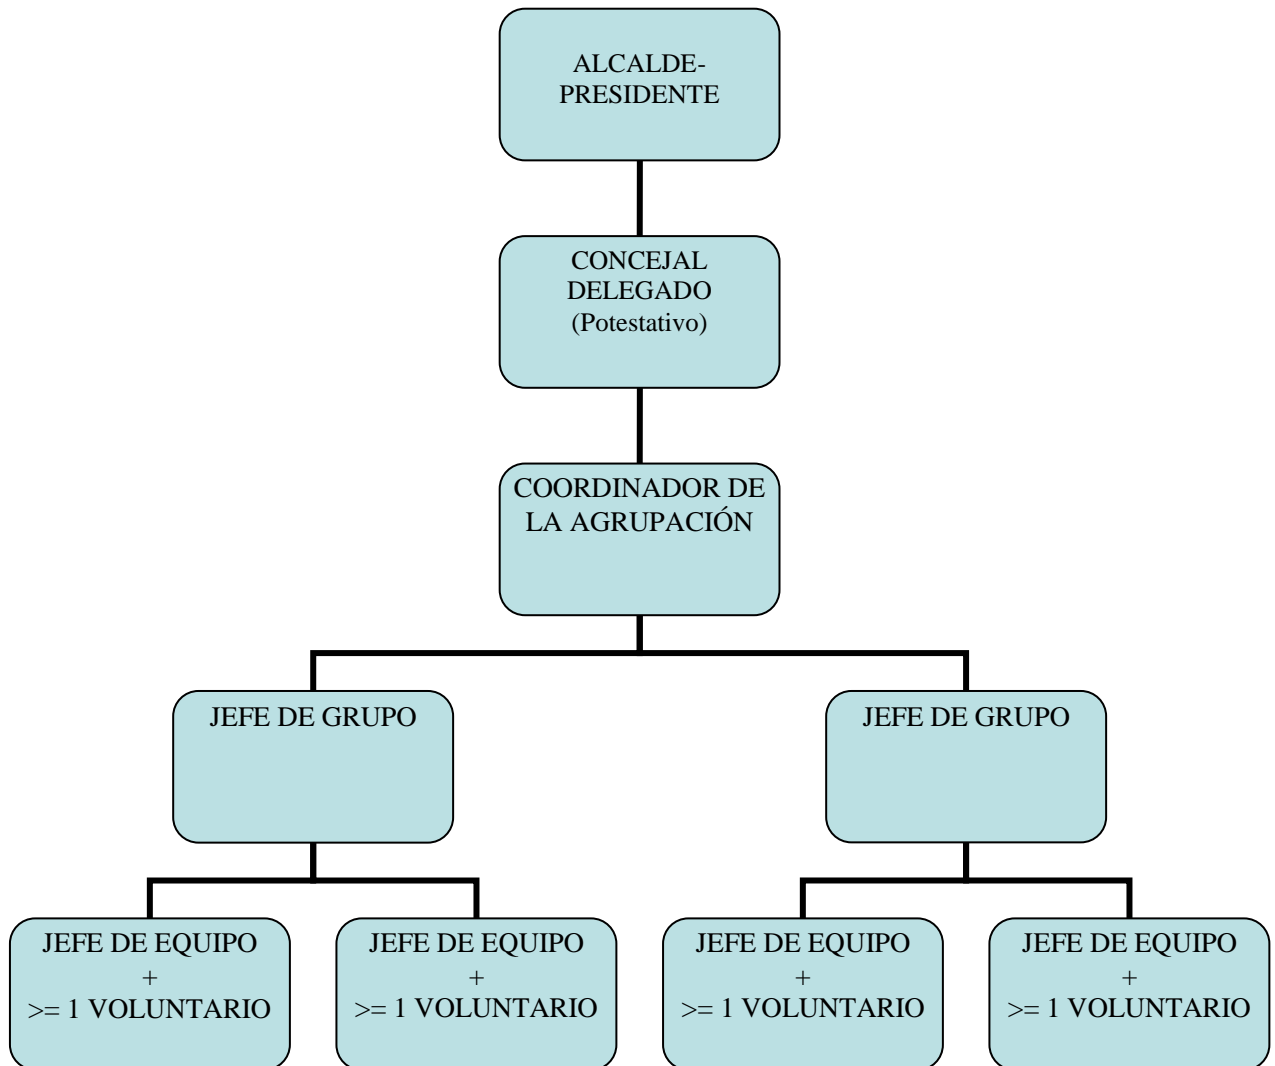 ALCALDE-
PRESIDENTE
CONCEJAL
DELEGADO
(Potestativo)
COORDINADOR DE
LA AGRUPACIÓN
JEFE DE GRUPO
JEFE DE GRUPO
JEFE DE EQUIPO
+
>= 1 VOLUNTARIO
JEFE DE EQUIPO
+
>= 1 VOLUNTARIO
JEFE DE EQUIPO
+
>= 1 VOLUNTARIO
JEFE DE EQUIPO
+
>= 1 VOLUNTARIO